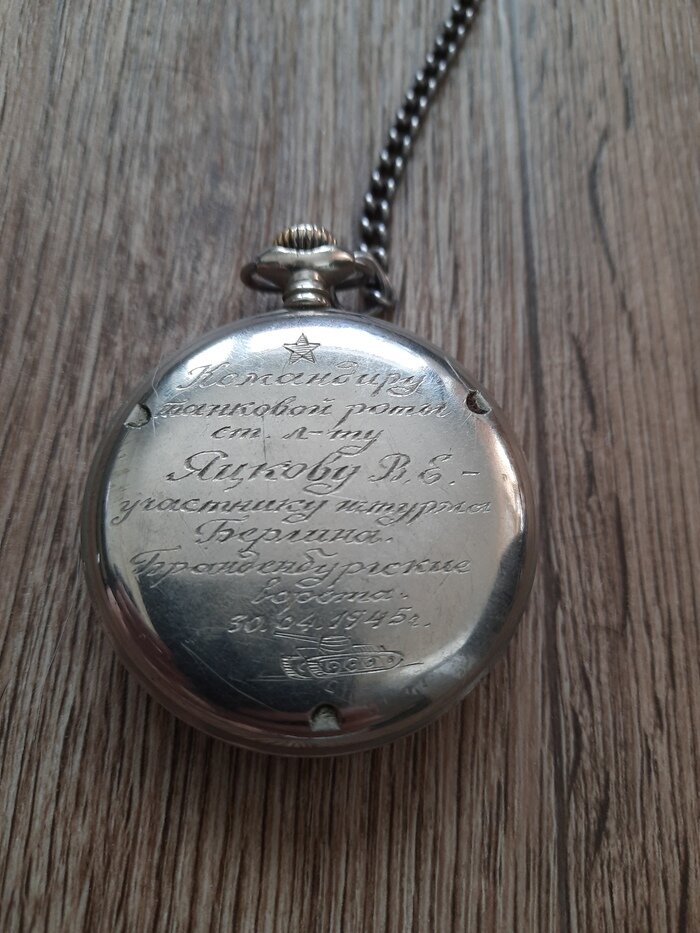 Командиру
танковой роты
ст. л-ту
Яцкову В. Е. -
участнику штурма
Берлина.
Бранденбургские
ворота.
30.04.1945г.